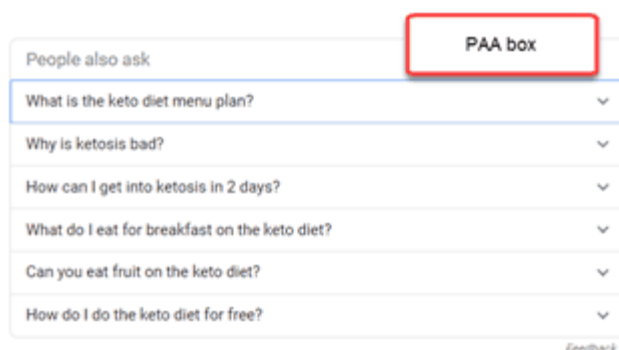 PAA box
People also ask
What is the keto diet menu plan?
Why is ketosis bad?
How can I get into ketosis in 2 days?
What do I eat for breakfast on the keto diet?
Can you eat fruit on the keto diet?
How do I do the keto diet for free?
Feedback